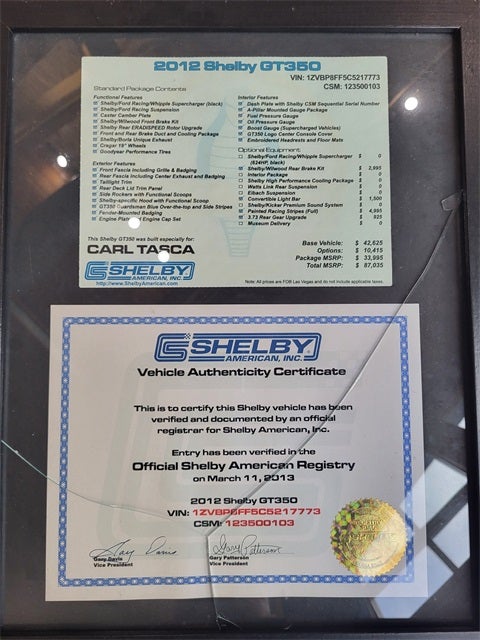 2012 Shelby GT350
VIN: 1ZVBP8FF5C5217773
CSM: 123500103
Standard Package Contents
Functional Features
Shelby/Ford Racing/Whipple Supercharger (black)
Shelby/Ford Racing Suspension
Caster Camber Plate
Shelby/Wilwood Front Brake Kit
Shelby Rear ERADISPEED Rotor Upgrade
Front and Rear Brake Duct and Cooling Package
Shelby/Borla Unique Exhaust
Cragar 19" Wheels
Goodyear Performance Tires
Exterior Features
Front Fascia including Grille & Badging
Rear Fascia including Center Exhaust and Badging
Taillight Trim
Rear Deck Lid Trim Panel
Side Rockers with Functional Scoops
Shelby-specific Hood with Functional Scoop
GT350 Guardsman Blue Over-the-top and Side Stripes
Fender-Mounted Badging
Engine Plate and Engine Cap Set
This Shelby GT350 was built especially for:
CARL TASCA
SHELBY
AMERICAN, INC.
http://www.ShelbyAmerican.com
Interior Features
Dash Plate with Shelby CSM Sequential Serial Number
A-Pillar Mounted Gauge Package
Fuel Pressure Gauge
Oil Pressure Gauge
Boost Gauge (Supercharged Vehicles)
GT350 Logo Center Console Cover
Embroidered Headrests and Floor Mats
Optional Equipment
Shelby/Ford Racing/Whipple Supercharger $ 0
(624HP, black)
Shelby/Wilwood Rear Brake Kit $ 2,995
Interior Package $ 0
Shelby High Performance Cooling Package $ 0
Watts Link Rear Suspension $ 0
Eibach Suspension $ 0
Convertible Light Bar $ 1,500
Shelby/Kicker Premium Sound System $ 0
Painted Racing Stripes (Full) $ 4,995
3.73 Rear Gear Upgrade $ 925
Museum Delivery $ 0
Base Vehicle: $ 42,625
Options: $ 10,415
Package MSRP: $ 33,995
Total MSRP: $ 87,035
Note: All prices are FOB Las Vegas and do not include applicable taxes.
SHELBY
AMERICAN, INC.
Vehicle Authenticity Certificate
This is to certify this Shelby vehicle has been
verified and documented by an official
registrar for Shelby American, Inc.
Entry has been verified in the
Official Shelby American Registry
on March 11, 2013
2012 Shelby GT350
VIN: 1ZVBP8FF5C5217773
CSM: 123500103
Gary Davis
Vice President
Gary Patterson
Gary Patterson
Vice President